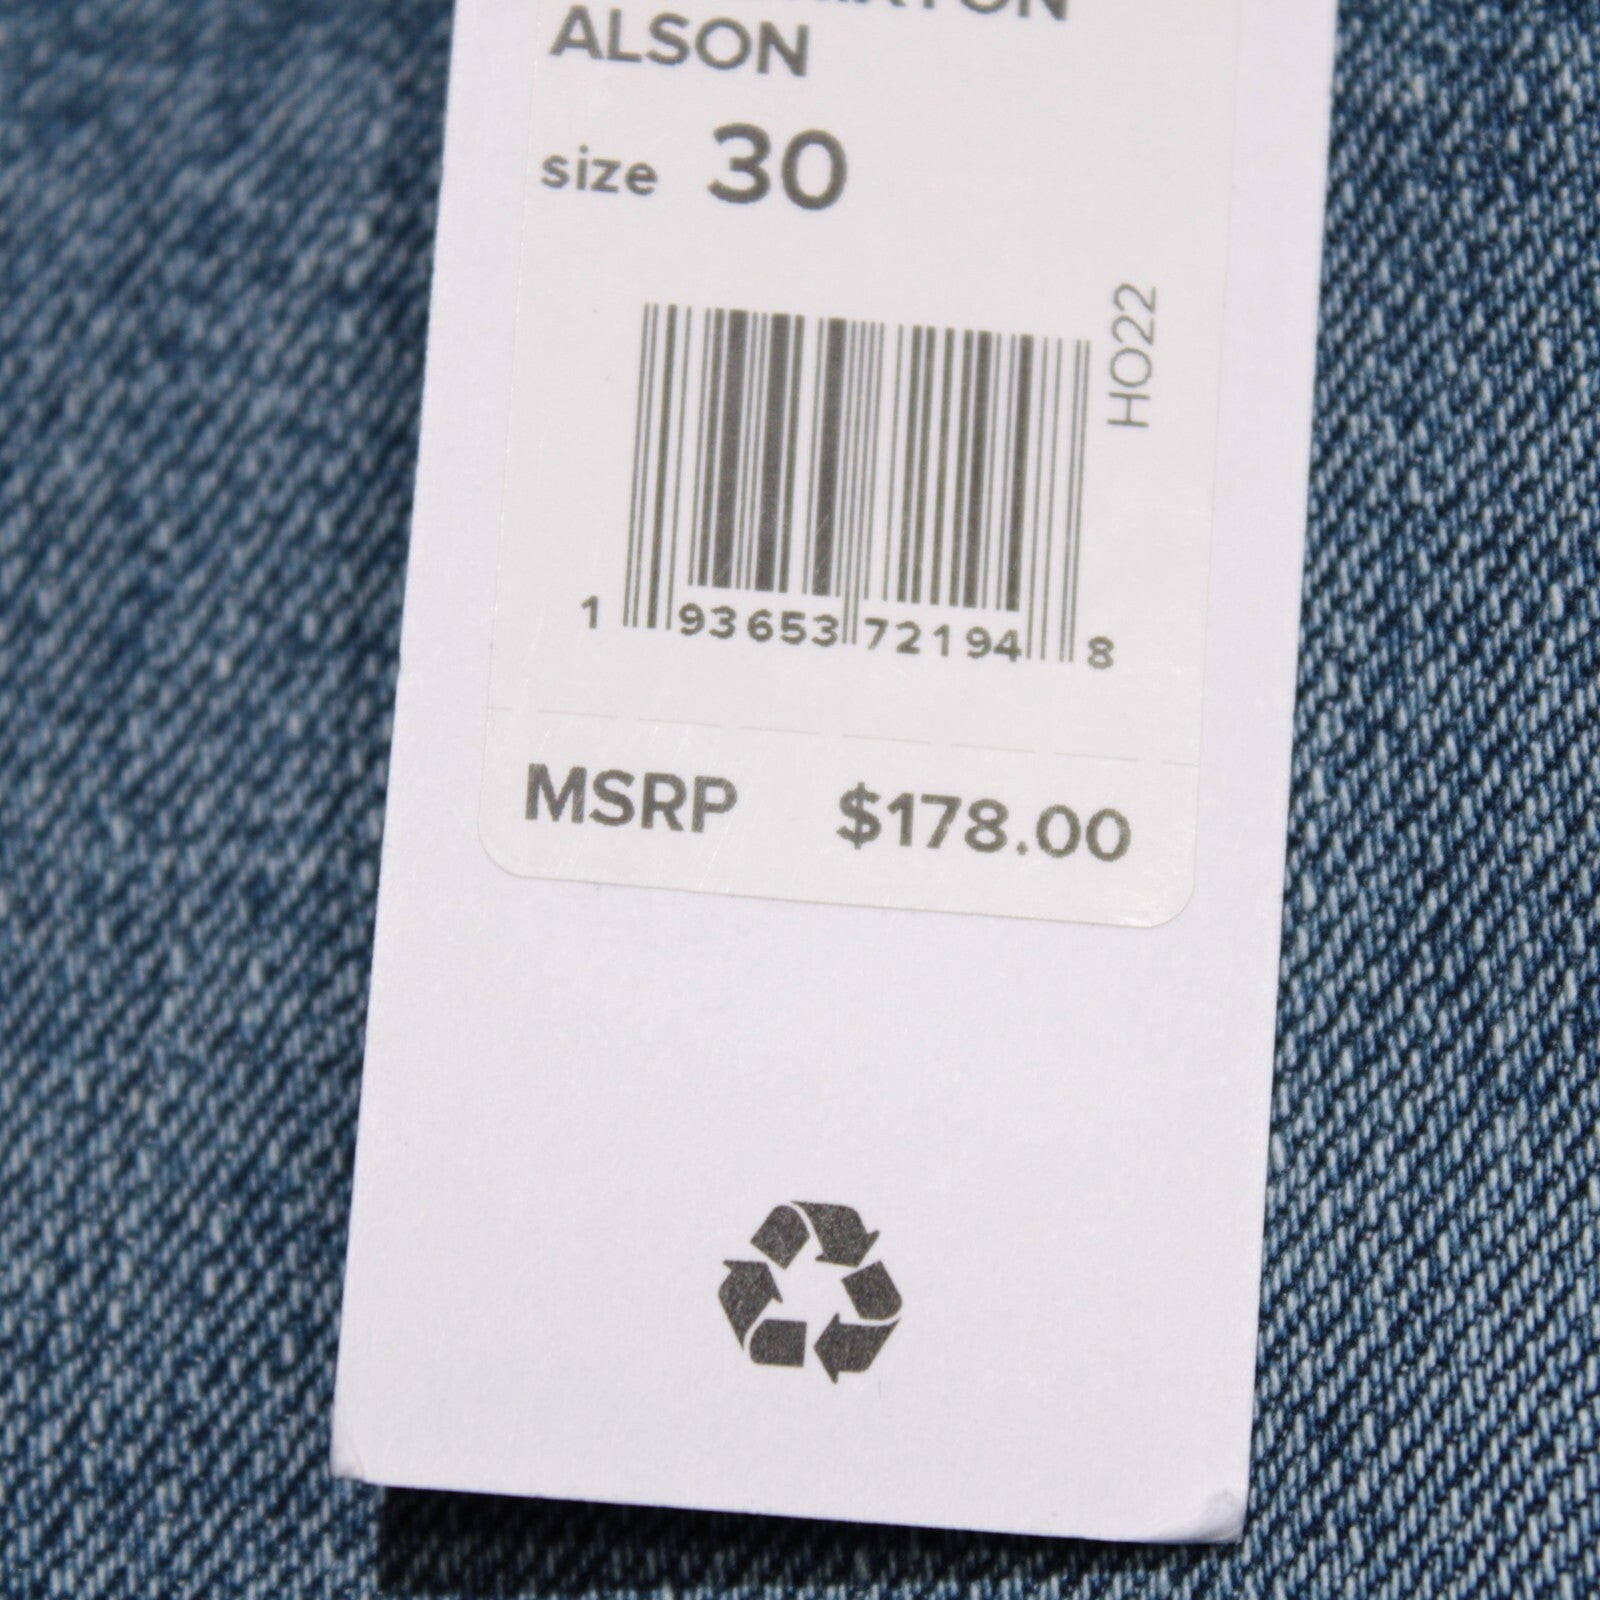 ALSON
size 30
HO22
1 93653 72194 8
MSRP $178.00